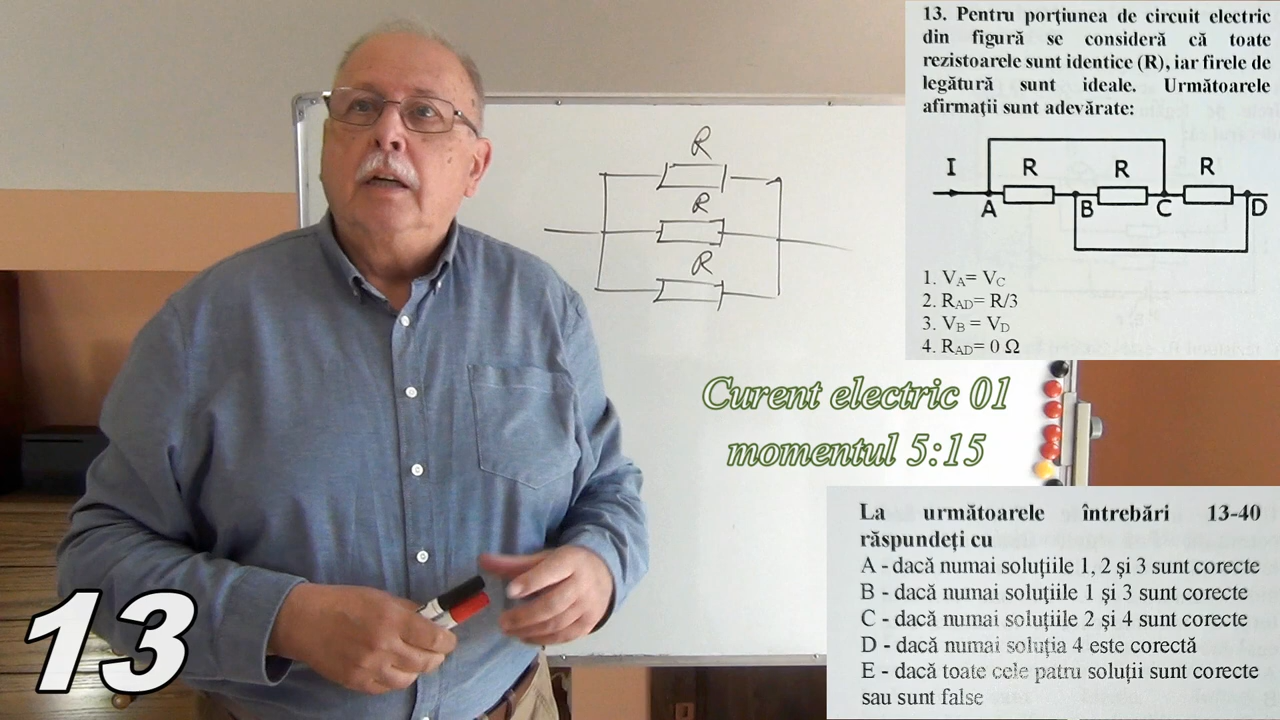 13. Pentru porţiunea de circuit electric
din figură se consideră că toate
rezistoarele sunt identice (R), iar firele de
legătură sunt ideale. Următoarele
afirmaţii sunt adevărate:
I R R R
A B C D
1. VA= VC
2. RAD= R/3
3. VB = VD
4. RAD= 0 Ω
R
R
R
Curent electric 01
momentul 5:15
La următoarele întrebări 13-40
răspundeţi cu
A - dacă numai soluţiile 1, 2 şi 3 sunt corecte
B - dacă numai soluţiile 1 şi 3 sunt corecte
C - dacă numai soluţiile 2 şi 4 sunt corecte
D - dacă numai soluţia 4 este corectă
E - dacă toate cele patru soluţii sunt corecte
sau sunt false
13